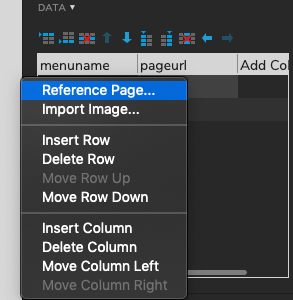 DATA ▾
menuname pageurl Add Col
Reference Page...
Import Image...
Insert Row
Delete Row
Move Row Up
Move Row Down
Insert Column
Delete Column
Move Column Left
Move Column Right